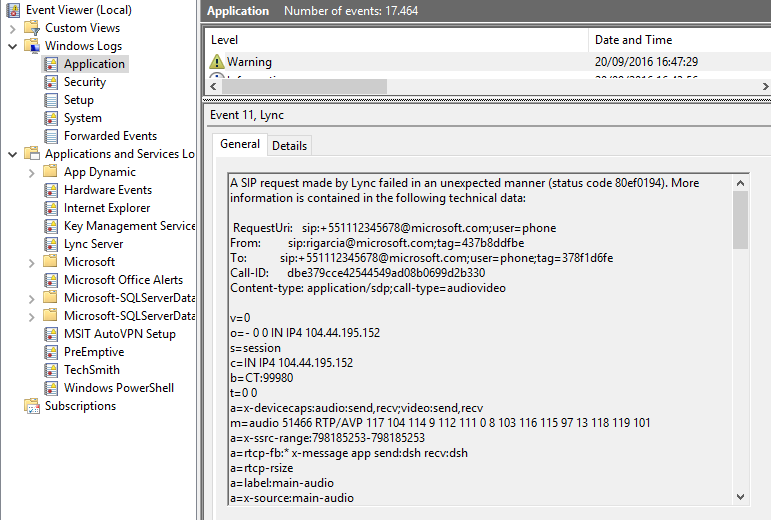 Event Viewer (Local)
Custom Views
Windows Logs
Application
Security
Setup
System
Forwarded Events
Applications and Services Lo
App Dynamic
Hardware Events
Internet Explorer
Key Management Service
Lync Server
Microsoft
Microsoft Office Alerts
Microsoft-SQLServerData
Microsoft-SQLServerData
MSIT AutoVPN Setup
PreEmptive
TechSmith
Windows PowerShell
Subscriptions
Application Number of events: 17.464
Level Date and Time
Warning 20/09/2016 16:47:29
Event 11, Lync
General Details
A SIP request made by Lync failed in an unexpected manner (status code 80ef0194). More
information is contained in the following technical data:
RequestUri: sip:+551112345678@microsoft.com;user=phone
From: sip:rigarcia@microsoft.com;tag=437b8ddfbe
To: sip:+551112345678@microsoft.com;user=phone;tag=378f1d6fe
Call-ID: dbe379cce42544549ad08b0699d2b330
Content-type: application/sdp;call-type=audiovideo
v=0
o=- 0 0 IN IP4 104.44.195.152
s=session
c=IN IP4 104.44.195.152
b=CT:99980
t=0 0
a=x-devicecaps:audio:send,recv;video:send,recv
m=audio 51466 RTP/AVP 117 104 114 9 112 111 0 8 103 116 115 97 13 118 119 101
a=x-ssrc-range:798185253-798185253
a=rtcp-fb:* x-message app send:dsh recv:dsh
a=rtcp-rsize
a=label:main-audio
a=x-source:main-audio